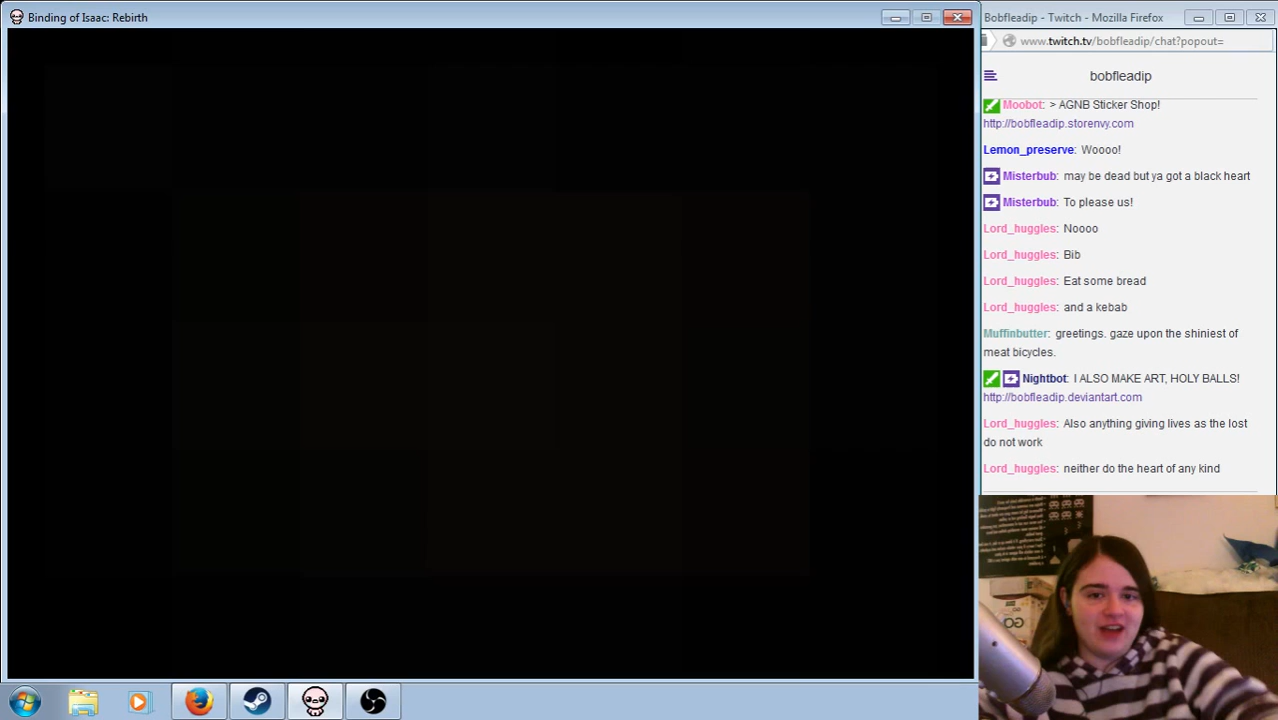 Binding of Isaac: Rebirth
Bobfleadip - Twitch - Mozilla Firefox
www.twitch.tv/bobfleadip/chat?popout=
bobfleadip
Moobot: > AGNB Sticker Shop!
http://bobfleadip.storenvy.com
Lemon_preserve: Woooo!
Misterbub: may be dead but ya got a black heart
Misterbub: To please us!
Lord_huggles: Noooo
Lord_huggles: Bib
Lord_huggles: Eat some bread
Lord_huggles: and a kebab
Muffinbutter: greetings. gaze upon the shiniest of
meat bicycles.
Nightbot: I ALSO MAKE ART, HOLY BALLS!
http://bobfleadip.deviantart.com
Lord_huggles: Also anything giving lives as the lost
do not work
Lord_huggles: neither do the heart of any kind